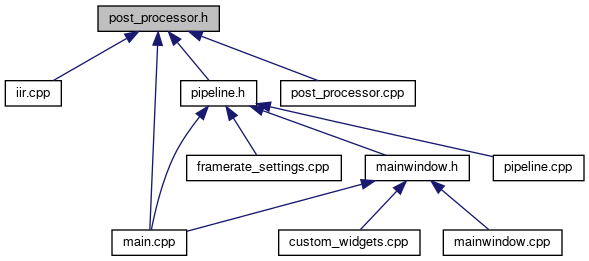 post_processor.h
iir.cpp
pipeline.h
post_processor.cpp
framerate_settings.cpp
mainwindow.h
pipeline.cpp
main.cpp
custom_widgets.cpp
mainwindow.cpp